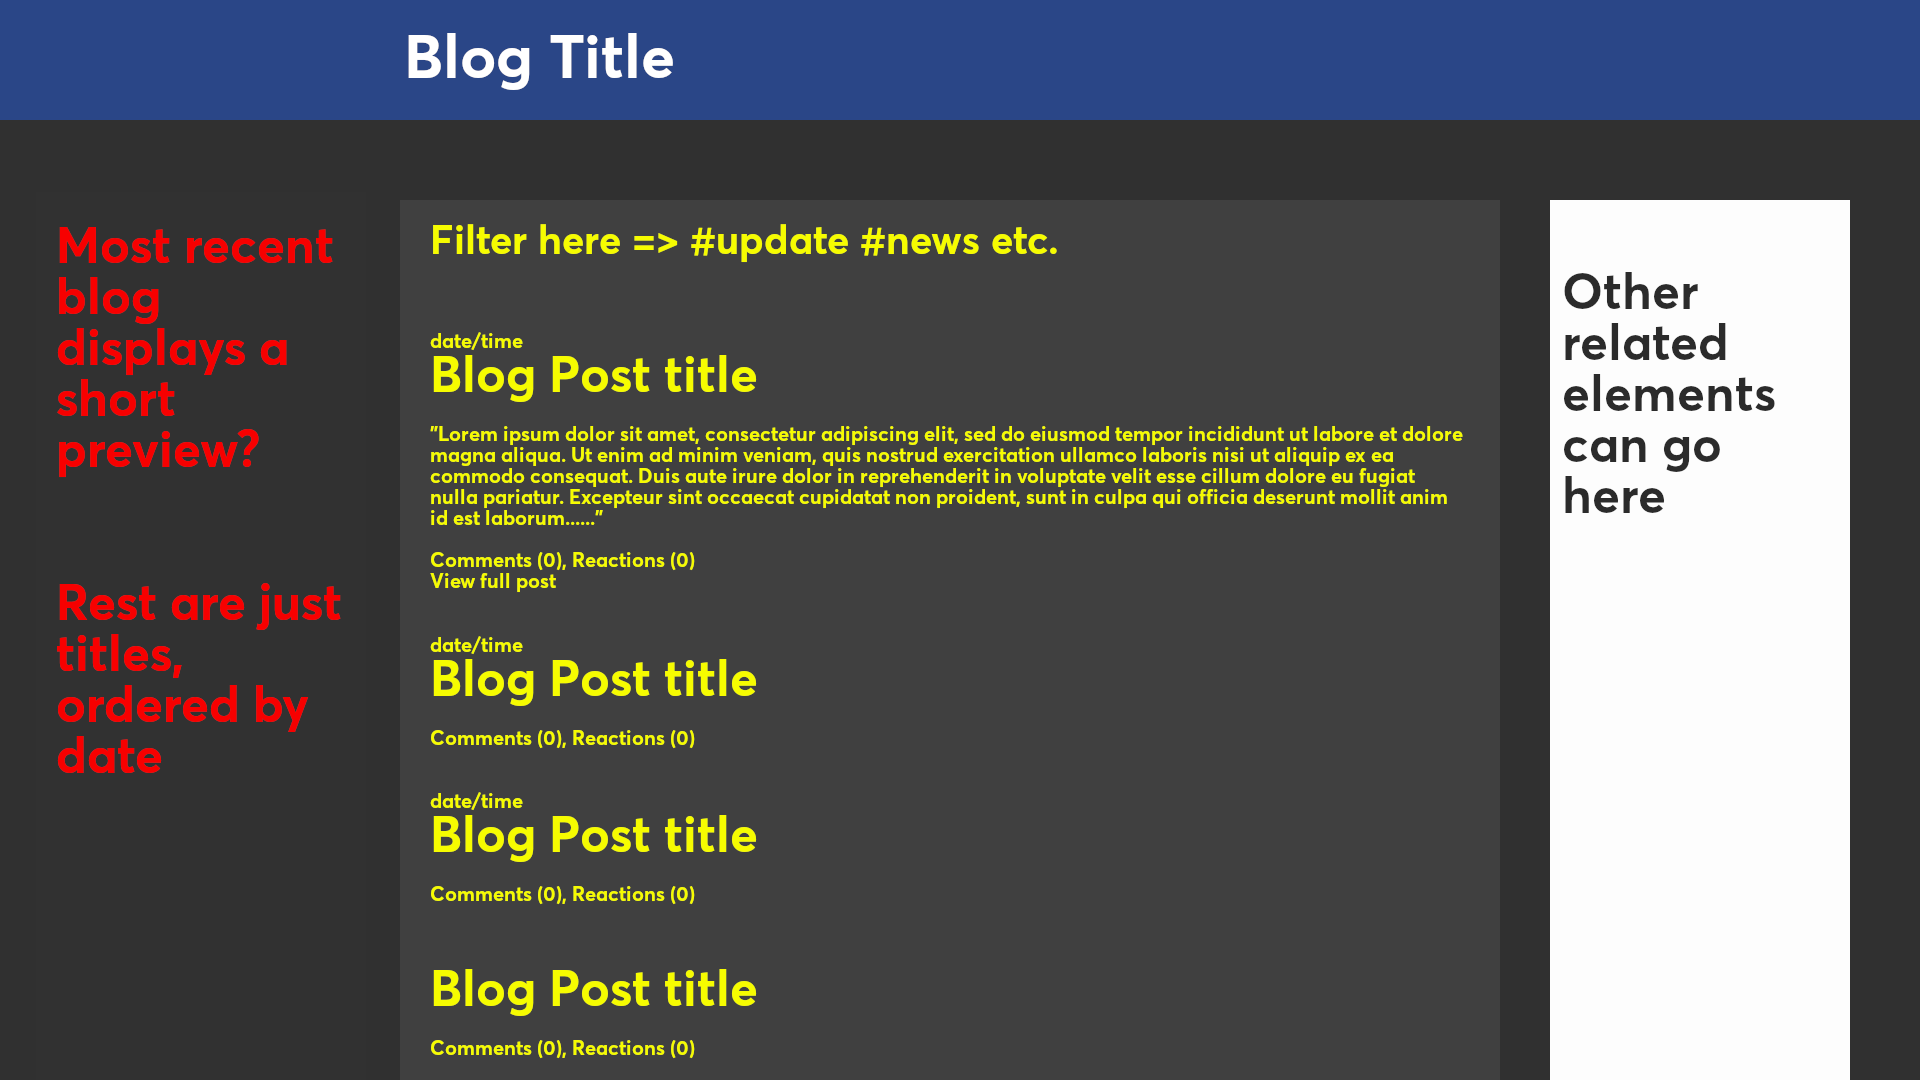 Blog Title
Most recent
blog
displays a
short
preview?
Rest are just
titles,
ordered by
date
Filter here => #update #news etc.
date/time
Blog Post title
"Lorem ipsum dolor sit amet, consectetur adipiscing elit, sed do eiusmod tempor incididunt ut labore et dolore
magna aliqua. Ut enim ad minim veniam, quis nostrud exercitation ullamco laboris nisi ut aliquip ex ea
commodo consequat. Duis aute irure dolor in reprehenderit in voluptate velit esse cillum dolore eu fugiat
nulla pariatur. Excepteur sint occaecat cupidatat non proident, sunt in culpa qui officia deserunt mollit anim
id est laborum......"
Comments (0), Reactions (0)
View full post
date/time
Blog Post title
Comments (0), Reactions (0)
date/time
Blog Post title
Comments (0), Reactions (0)
Blog Post title
Comments (0), Reactions (0)
Other
related
elements
can go
here